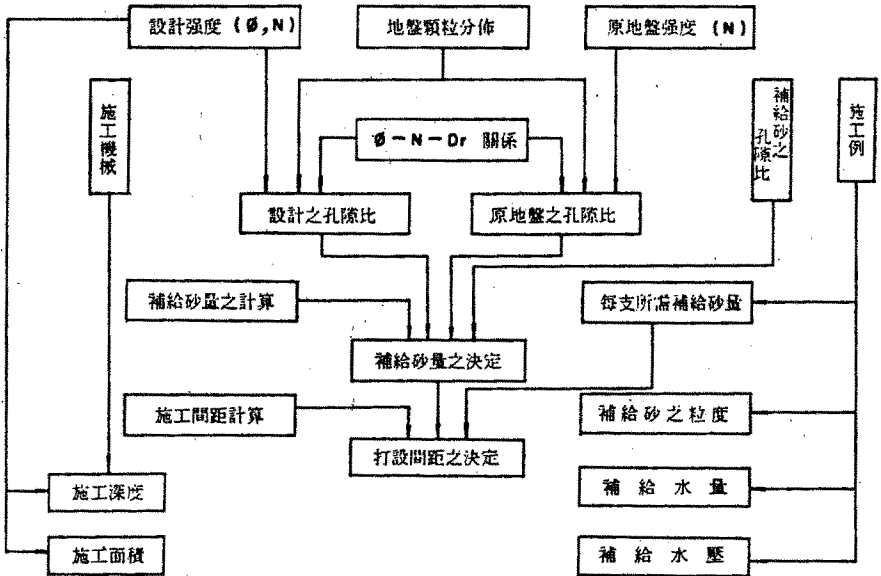 設計强度 (Ø,N)
地盤顆粒分佈
原地盤强度 (N)
施工機械
補給砂之
孔隙比
施工例
Ø－N－Dr 關係
設計之孔隙比
原地盤之孔隙比
補給砂量之計算
每支所需補給砂量
補給砂量之決定
施工間距計算
補給砂之粒度
打設間距之決定
施工深度
補給水量
施工面積
補給水壓